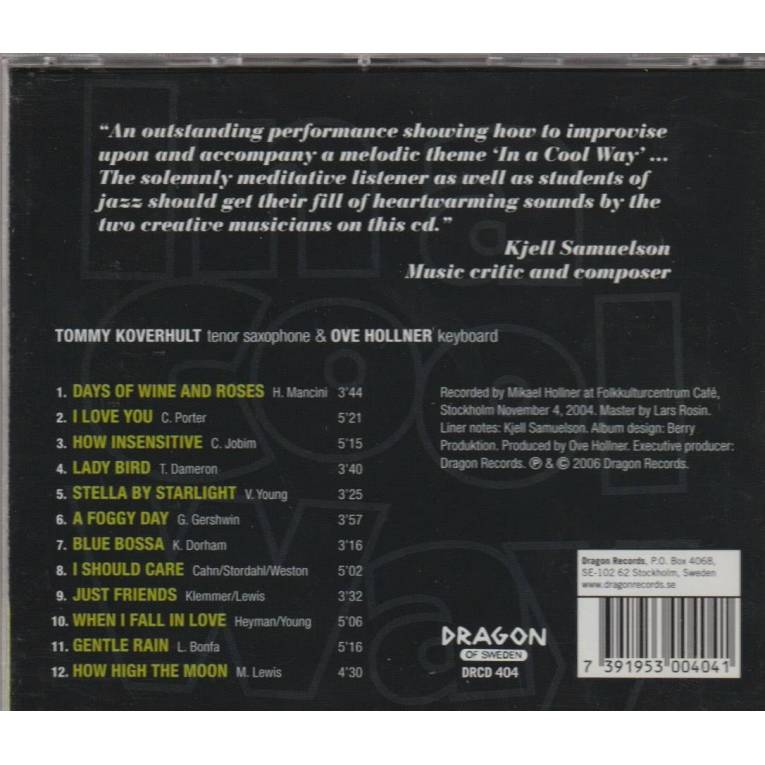 “An outstanding performance showing how to improvise
upon and accompany a melodic theme ‘In a Cool Way’ ...
The solemnly meditative listener as well as students of
jazz should get their fill of heartwarming sounds by the
two creative musicians on this cd.”
Kjell Samuelson
Music critic and composer
TOMMY KOVERHULT tenor saxophone & OVE HOLLNER keyboard
1. DAYS OF WINE AND ROSES H. Mancini 3’44
2. I LOVE YOU C. Porter 5’21
3. HOW INSENSITIVE C. Jobim 5’15
4. LADY BIRD T. Dameron 3’40
5. STELLA BY STARLIGHT V. Young 3’25
6. A FOGGY DAY G. Gershwin 3’57
7. BLUE BOSSA K. Dorham 3’16
8. I SHOULD CARE Cahn/Stordahl/Weston 5’02
9. JUST FRIENDS Klemmer/Lewis 3’32
10. WHEN I FALL IN LOVE Heyman/Young 5’06
11. GENTLE RAIN L. Bonfa 5’16
12. HOW HIGH THE MOON M. Lewis 4’30
Recorded by Mikael Hollner at Folkkulturcentrum Café,
Stockholm November 4, 2004. Master by Lars Rosin.
Liner notes: Kjell Samuelson. Album design: Berry
Produktion. Produced by Ove Hollner. Executive producer:
Dragon Records. ℗ & © 2006 Dragon Records.
DRAGON
OF SWEDEN
DRCD 404
Dragon Records, P.O. Box 4068,
SE-102 62 Stockholm, Sweden
www.dragonrecords.se
7 391953 004041
In a
Cool
Way